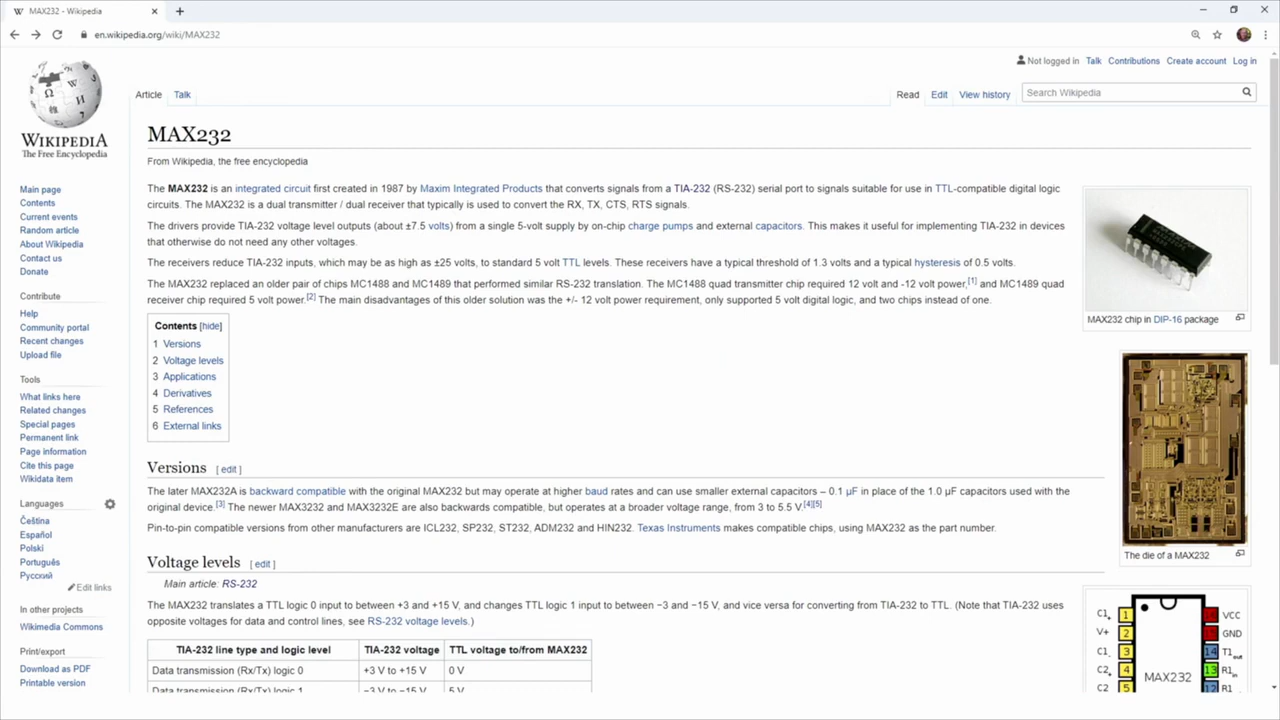 MAX232 - Wikipedia
en.wikipedia.org/wiki/MAX232
Not logged in Talk Contributions Create account Log in
Article Talk Read Edit View history Search Wikipedia
WIKIPEDIA
The Free Encyclopedia
Main page
Contents
Current events
Random article
About Wikipedia
Contact us
Donate
Contribute
Help
Community portal
Recent changes
Upload file
Tools
What links here
Related changes
Special pages
Permanent link
Page information
Cite this page
Wikidata item
Languages
Čeština
Español
Polski
Português
Русский
Edit links
In other projects
Wikimedia Commons
Print/export
Download as PDF
Printable version
MAX232
From Wikipedia, the free encyclopedia
The MAX232 is an integrated circuit first created in 1987 by Maxim Integrated Products that converts signals from a TIA-232 (RS-232) serial port to signals suitable for use in TTL-compatible digital logic
circuits. The MAX232 is a dual transmitter / dual receiver that typically is used to convert the RX, TX, CTS, RTS signals.
The drivers provide TIA-232 voltage level outputs (about ±7.5 volts) from a single 5-volt supply by on-chip charge pumps and external capacitors. This makes it useful for implementing TIA-232 in devices
that otherwise do not need any other voltages.
The receivers reduce TIA-232 inputs, which may be as high as ±25 volts, to standard 5 volt TTL levels. These receivers have a typical threshold of 1.3 volts and a typical hysteresis of 0.5 volts.
The MAX232 replaced an older pair of chips MC1488 and MC1489 that performed similar RS-232 translation. The MC1488 quad transmitter chip required 12 volt and -12 volt power,[1] and MC1489 quad
receiver chip required 5 volt power.[2] The main disadvantages of this older solution was the +/- 12 volt power requirement, only supported 5 volt digital logic, and two chips instead of one.
Contents [hide]
1 Versions
2 Voltage levels
3 Applications
4 Derivatives
5 References
6 External links
Versions [ edit ]
The later MAX232A is backward compatible with the original MAX232 but may operate at higher baud rates and can use smaller external capacitors – 0.1 μF in place of the 1.0 μF capacitors used with the
original device.[3] The newer MAX3232 and MAX3232E are also backwards compatible, but operates at a broader voltage range, from 3 to 5.5 V.[4][5]
Pin-to-pin compatible versions from other manufacturers are ICL232, SP232, ST232, ADM232 and HIN232. Texas Instruments makes compatible chips, using MAX232 as the part number.
Voltage levels [ edit ]
Main article: RS-232
The MAX232 translates a TTL logic 0 input to between +3 and +15 V, and changes TTL logic 1 input to between −3 and −15 V, and vice versa for converting from TIA-232 to TTL. (Note that TIA-232 uses
opposite voltages for data and control lines, see RS-232 voltage levels.)
TIA-232 line type and logic level TIA-232 voltage TTL voltage to/from MAX232
Data transmission (Rx/Tx) logic 0 +3 V to +15 V 0 V
Data transmission (Rx/Tx) logic 1 −3 V to −15 V 5 V
MAX232 chip in DIP-16 package
The die of a MAX232
C1+ 1 VCC
V+ 2 GND
C1- 3 14 T1out
C2+ 4 13 R1in
C2 5 12 R1
MAX232